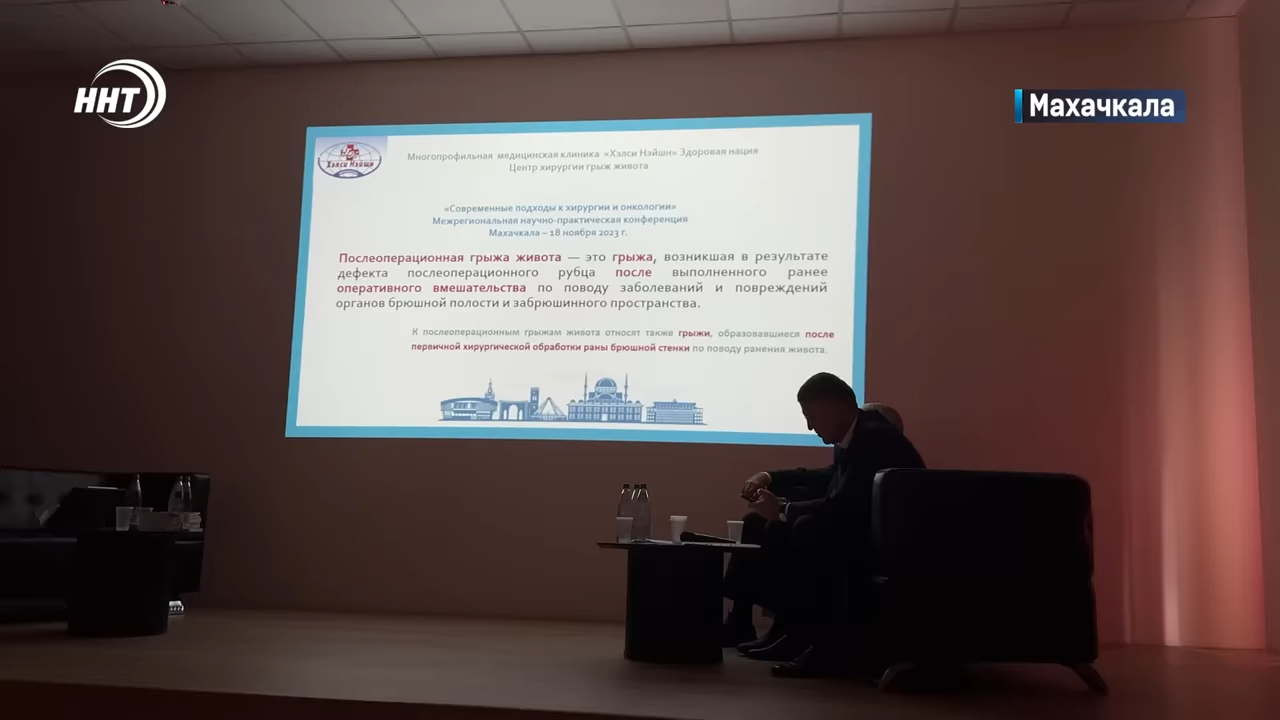 ННТ
Махачкала
Хэлси Нэйшн
Многопрофильная медицинская клиника «Хэлси Нэйшн» Здоровая нация
Центр хирургии грыж живота
«Современные подходы к хирургии и онкологии»
Межрегиональная научно-практическая конференция
Махачкала – 18 ноября 2023 г.
Послеоперационная грыжа живота — это грыжа, возникшая в результате
дефекта послеоперационного рубца после выполненного ранее
оперативного вмешательства по поводу заболеваний и повреждений
органов брюшной полости и забрюшинного пространства.
К послеоперационным грыжам живота относят также грыжи, образовавшиеся после
первичной хирургической обработки раны брюшной стенки по поводу ранения живота.